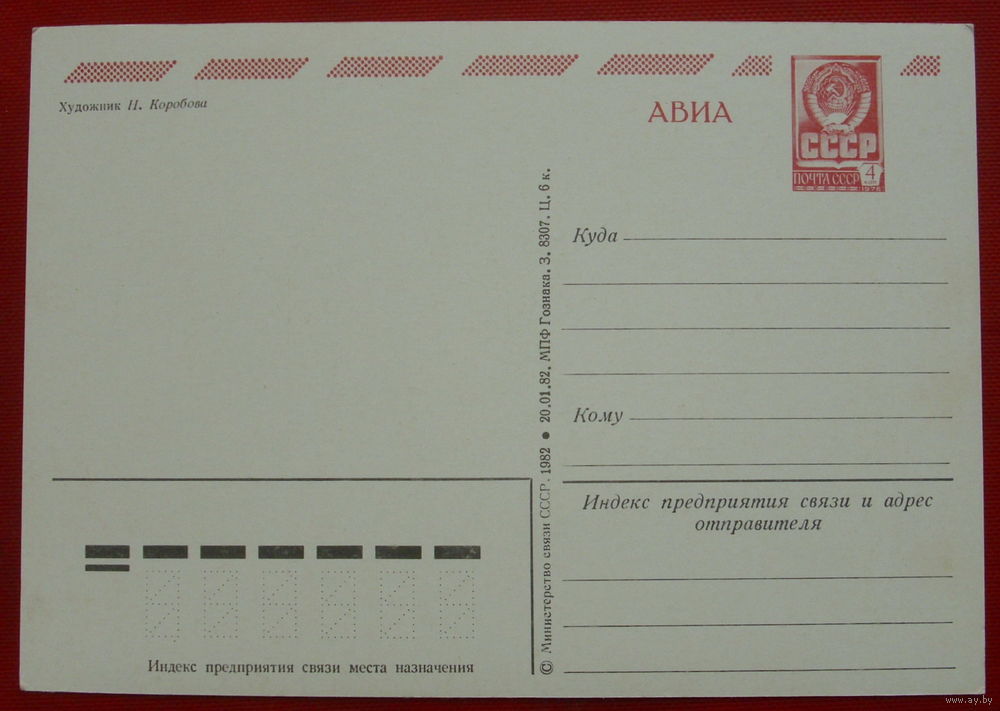 Художник Н. Коробова
АВИА
СССР
ПОЧТА СССР 4
1978
Куда
Кому
© Министерство связи СССР. 1982 ● 20.01.82. МПФ Гознака. З. 8307. Ц. 6 к.
Индекс предприятия связи и адрес
отправителя
Индекс предприятия связи места назначения
www.ay.by